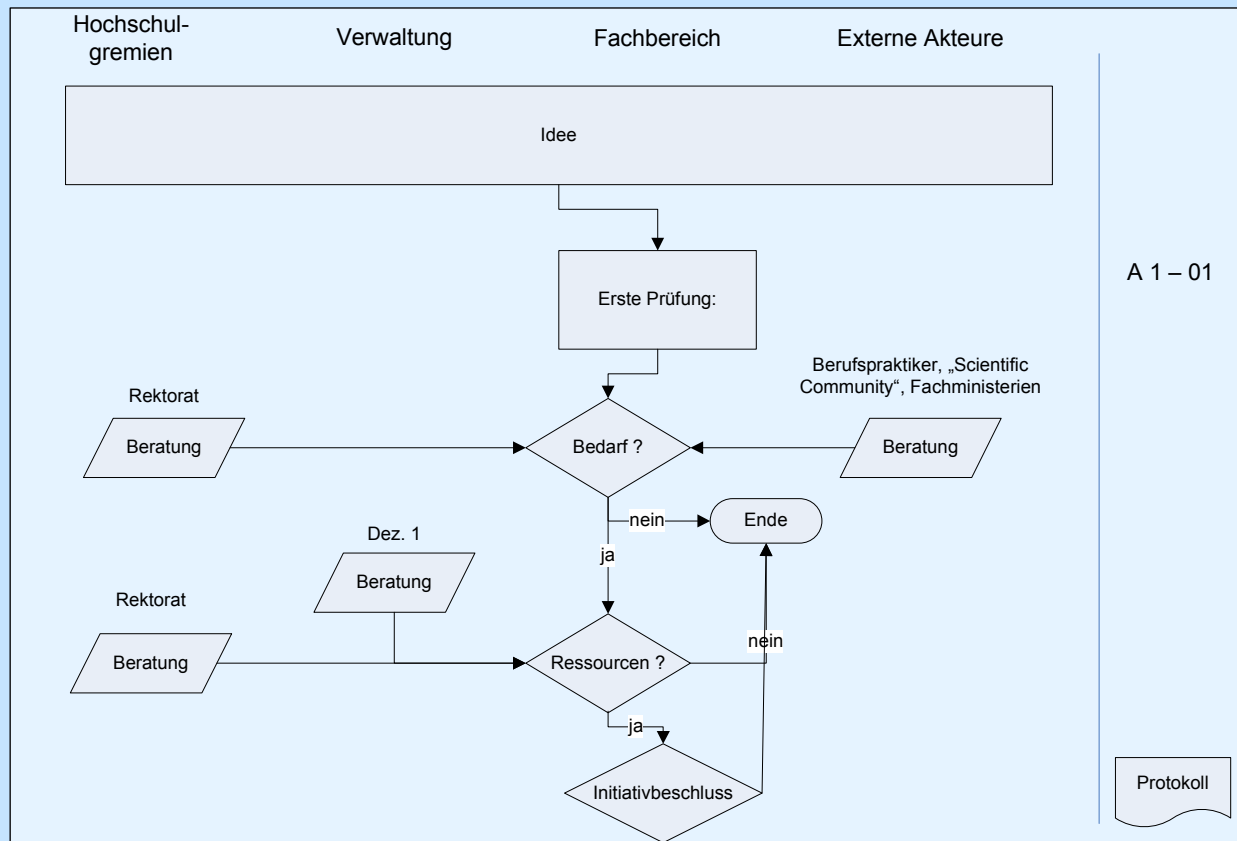 Hochschul-
gremien
Verwaltung
Fachbereich
Externe Akteure
Idee
A 1 – 01
Erste Prüfung:
Berufspraktiker, „Scientific
Community“, Fachministerien
Rektorat
Beratung
Bedarf ?
Beratung
nein
Ende
Dez. 1
ja
Beratung
Rektorat
Beratung
Ressourcen ?
nein
ja
Initiativbeschluss
Protokoll